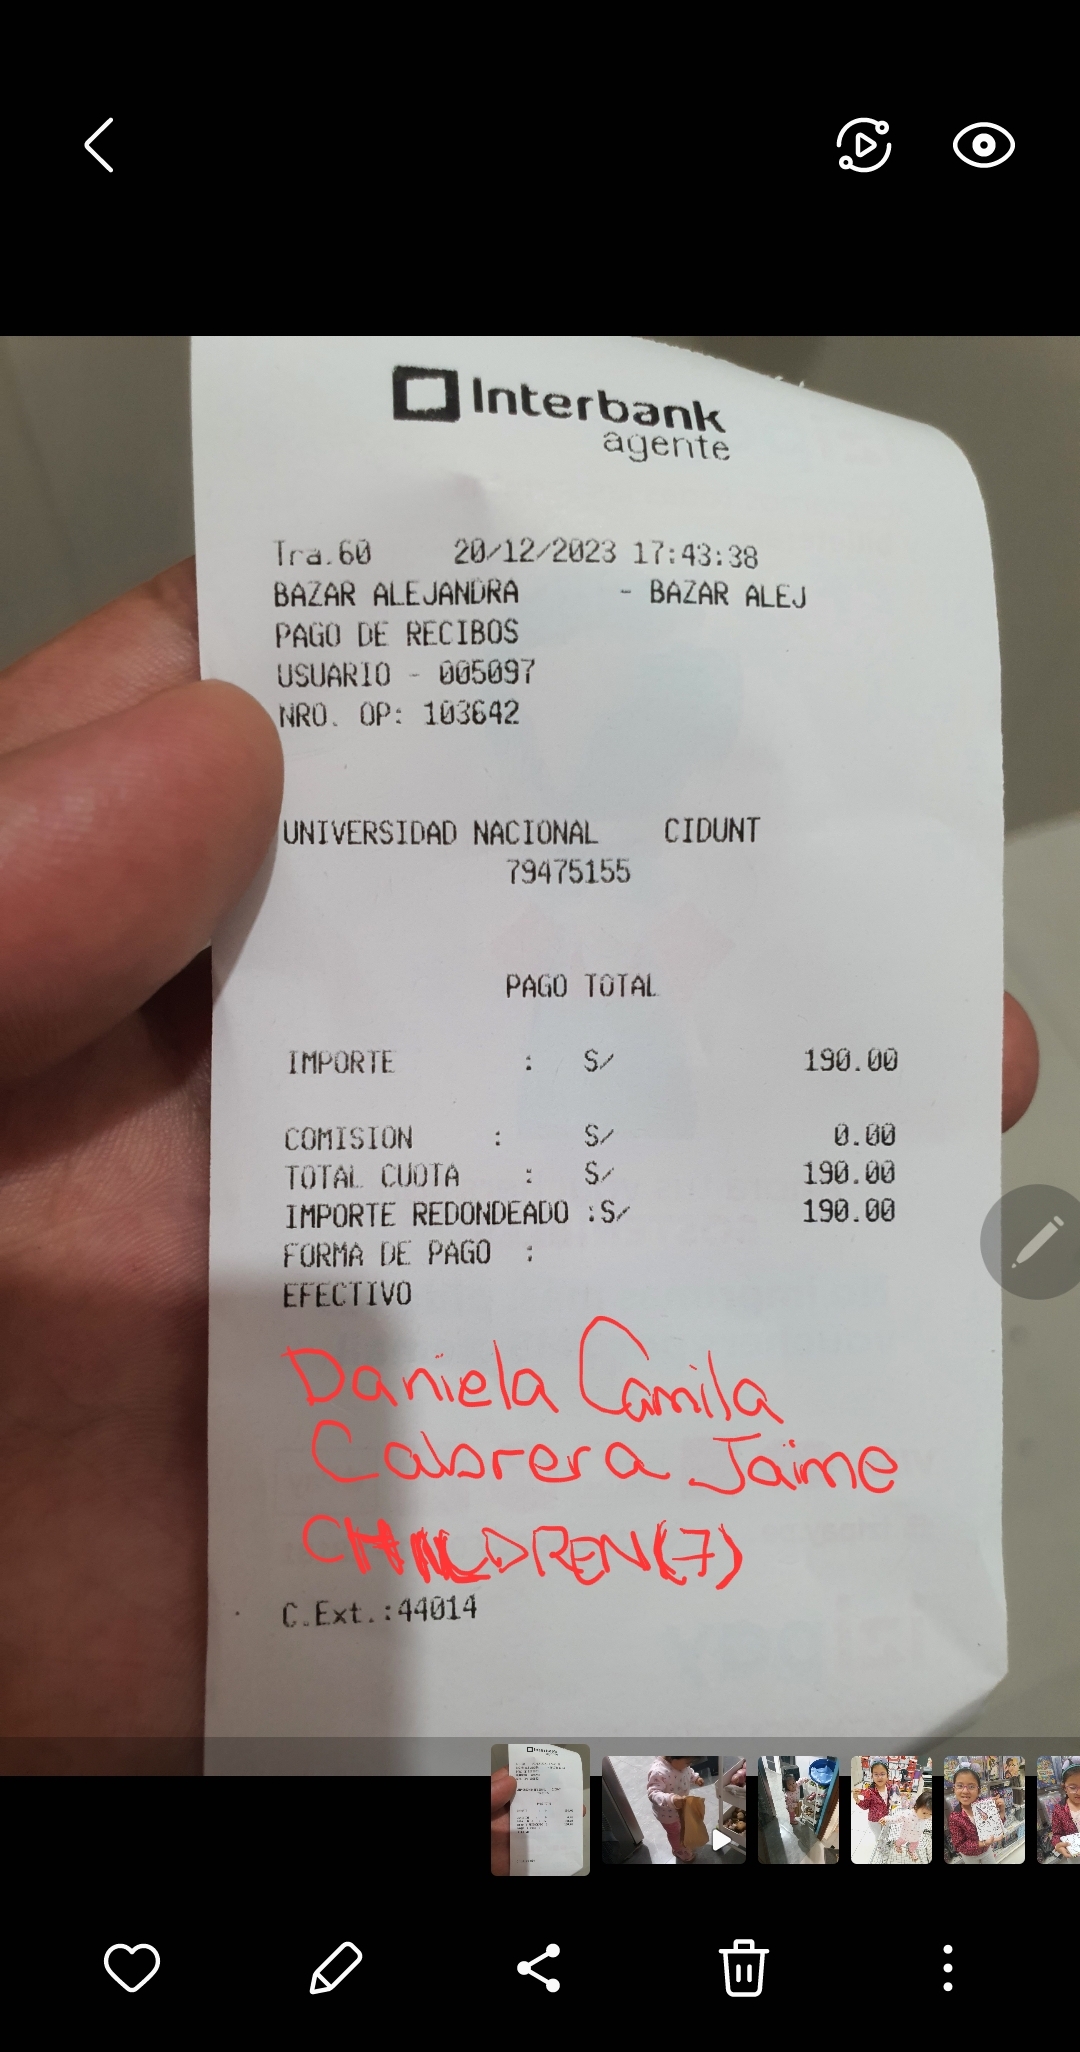 Interbank
agente
Tra.60 20/12/2023 17:43:38
BAZAR ALEJANDRA - BAZAR ALEJ
PAGO DE RECIBOS
USUARIO - 005097
NRO. OP: 103642
UNIVERSIDAD NACIONAL CIDUNT
79475155
PAGO TOTAL
IMPORTE : S/ 190.00
COMISION : S/ 0.00
TOTAL CUOTA : S/ 190.00
IMPORTE REDONDEADO :S/ 190.00
FORMA DE PAGO :
EFECTIVO
Daniela Camila
Cabrera Jaime
CHILDREN(7)
C.Ext.:44014